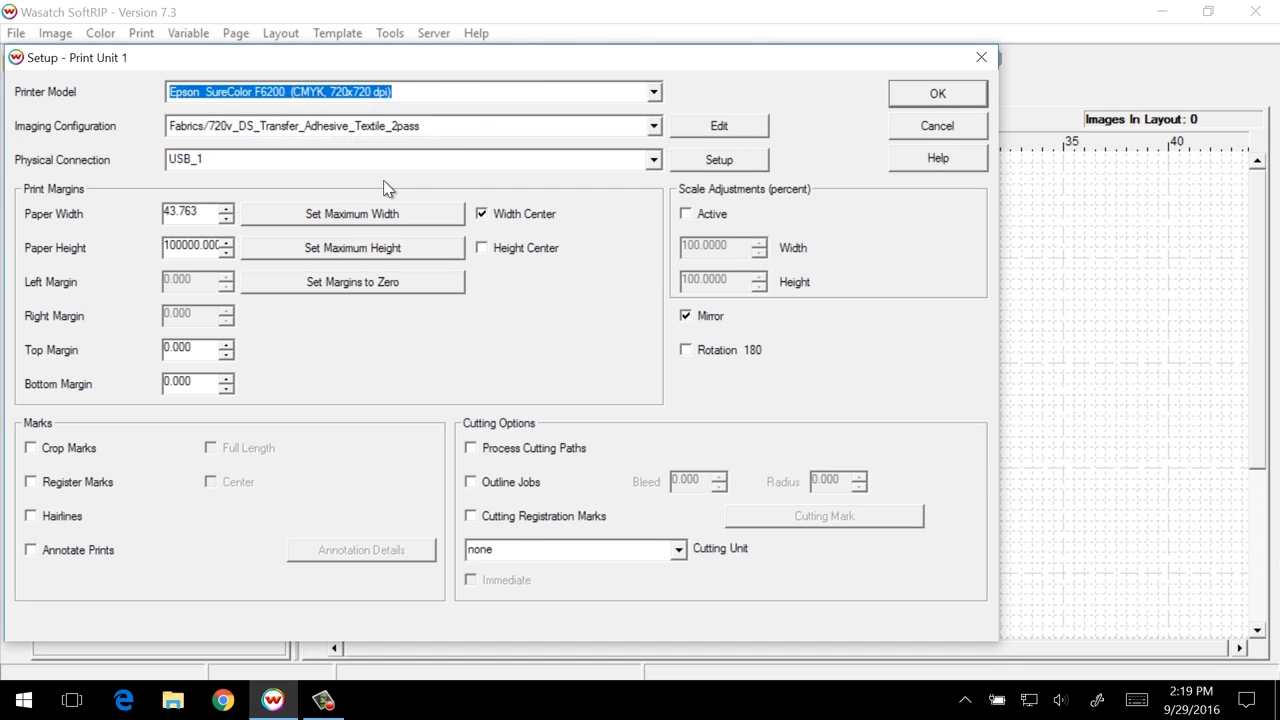 Wasatch SoftRIP - Version 7.3
File Image Color Print Variable Page Layout Template Tools Server Help
Setup - Print Unit 1
Printer Model Epson SureColor F6200 (CMYK, 720x720 dpi) OK
Imaging Configuration Fabrics/720v_DS_Transfer_Adhesive_Textile_2pass Edit Cancel
Images In Layout: 0
35 40
Physical Connection USB_1 Setup Help
Print Margins Scale Adjustments (percent)
Paper Width 43.763 Set Maximum Width Width Center Active
Paper Height 100000.000 Set Maximum Height Height Center 100.0000 Width
Left Margin 0.000 Set Margins to Zero 100.0000 Height
Right Margin 0.000 Mirror
Top Margin 0.000 Rotation 180
Bottom Margin 0.000
Marks Cutting Options
Crop Marks Full Length Process Cutting Paths
Register Marks Center Outline Jobs Bleed 0.000 Radius 0.000
Hairlines Cutting Registration Marks Cutting Mark
Annotate Prints Annotation Details none Cutting Unit
Immediate
2:19 PM
9/29/2016